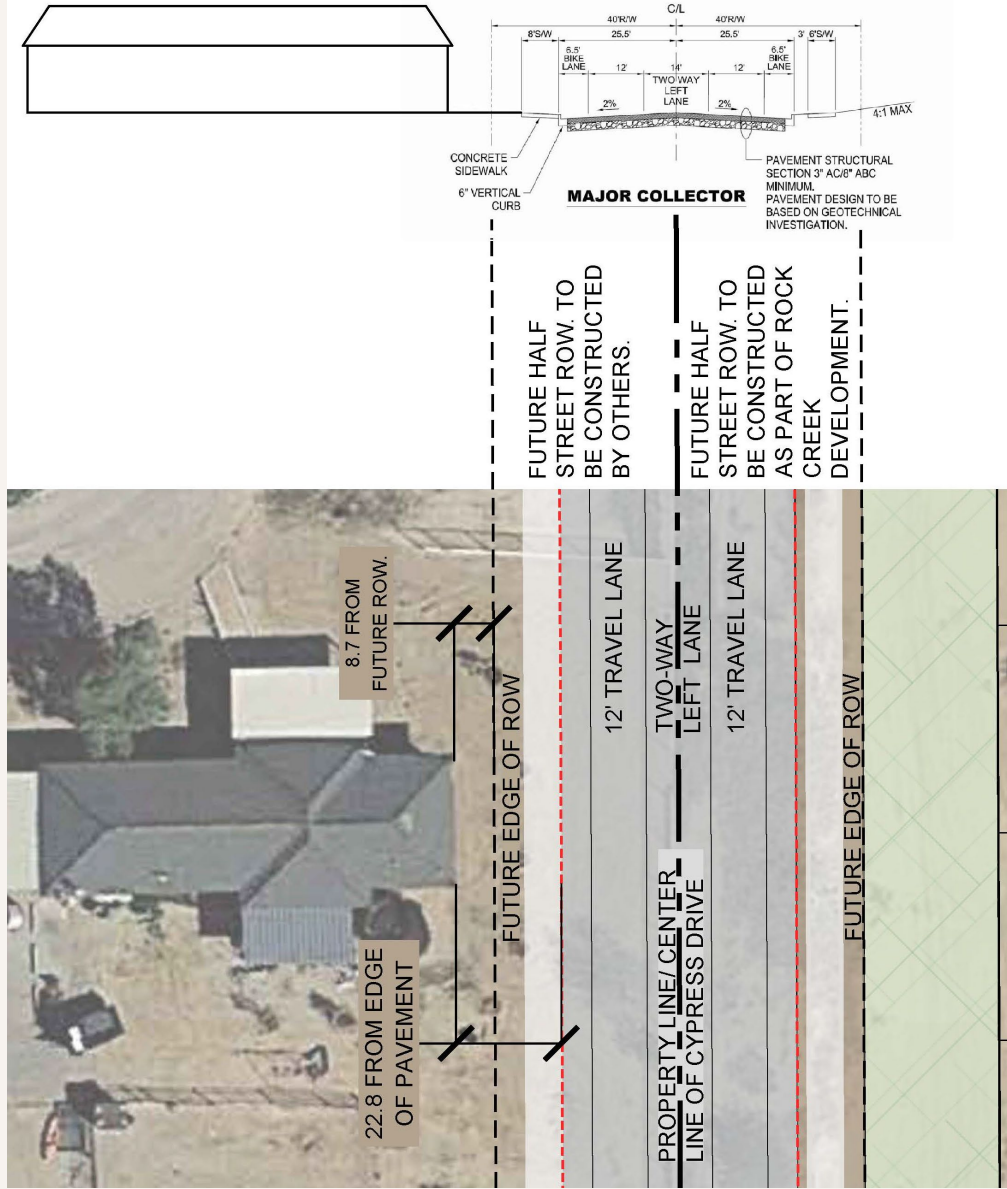 C/L
40'R/W
40'R/W
8'S/W
25.5'
25.5'
3'
6'S/W
6.5'
BIKE
LANE
12'
14'
TWO WAY
LEFT
LANE
12'
6.5'
BIKE
LANE
2%
2%
4:1 MAX
CONCRETE
SIDEWALK
6" VERTICAL
CURB
MAJOR COLLECTOR
PAVEMENT STRUCTURAL
SECTION 3" AC/8" ABC
MINIMUM.
PAVEMENT DESIGN TO BE
BASED ON GEOTECHNICAL
INVESTIGATION.
FUTURE HALF
STREET ROW. TO
BE CONSTRUCTED
BY OTHERS.
FUTURE HALF
STREET ROW. TO
BE CONSTRUCTED
AS PART OF ROCK
CREEK
DEVELOPMENT.
8.7 FROM
FUTURE ROW.
22.8 FROM EDGE
OF PAVEMENT
FUTURE EDGE OF ROW
12' TRAVEL LANE
TWO-WAY
LEFT LANE
12' TRAVEL LANE
PROPERTY LINE/ CENTER
LINE OF CYPRESS DRIVE
FUTURE EDGE OF ROW